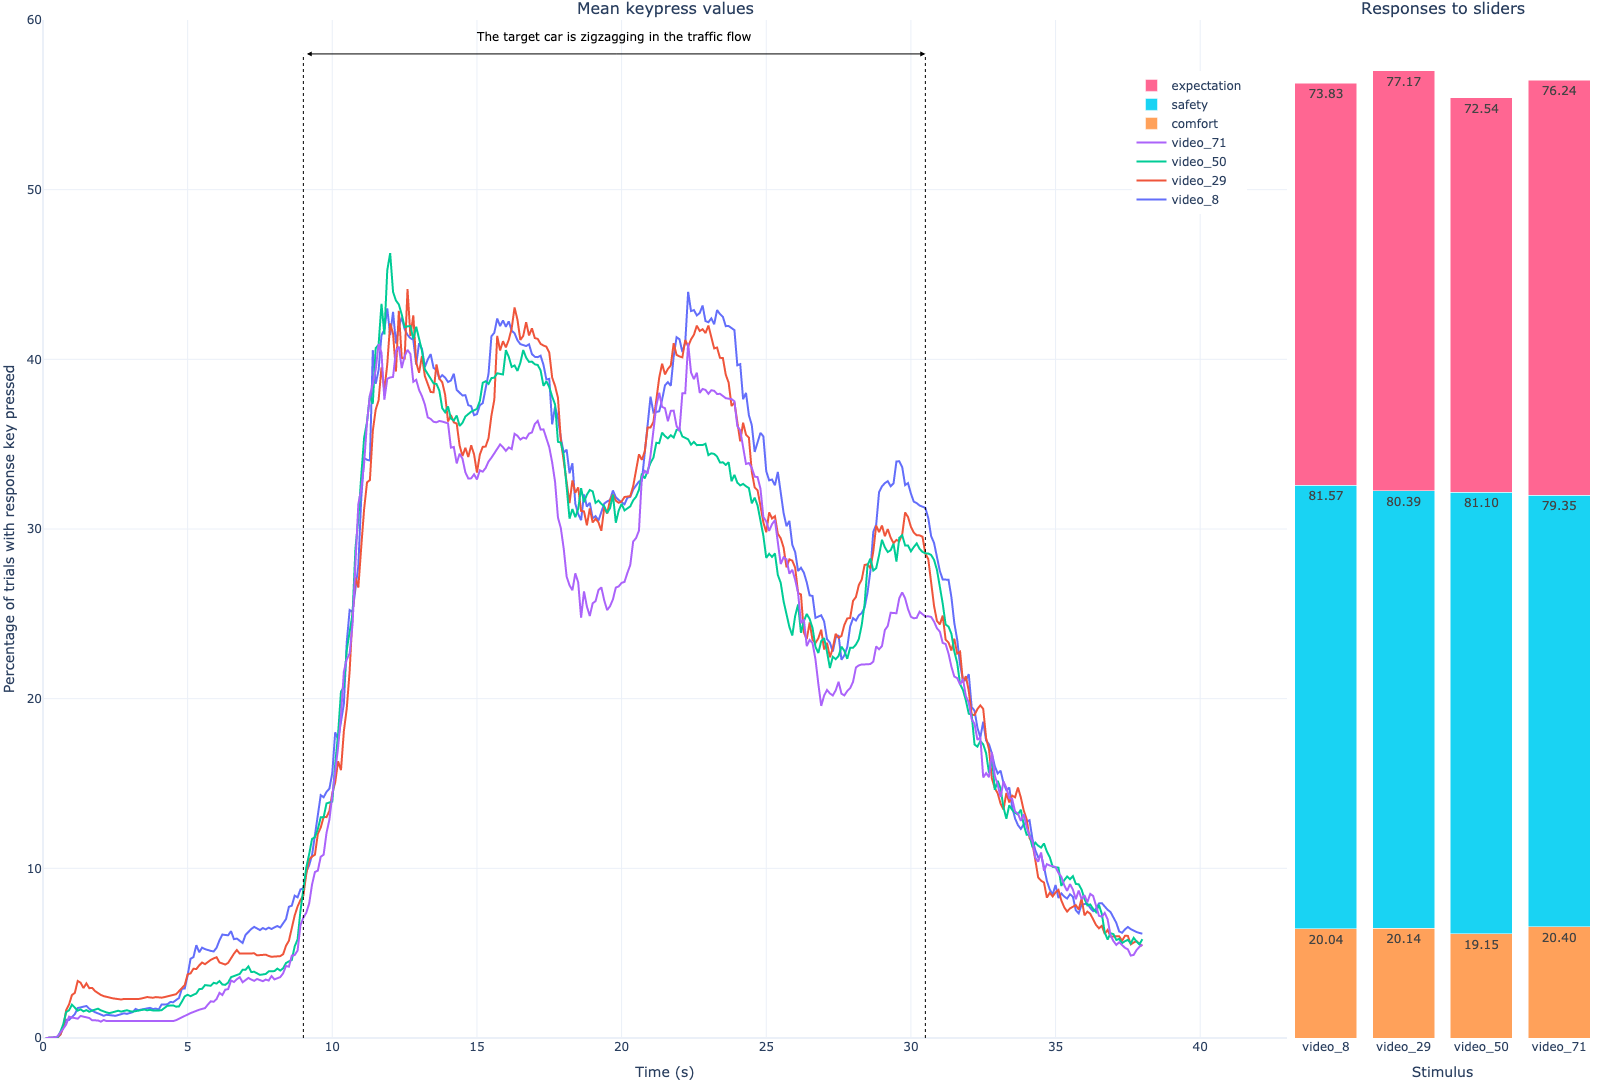 Mean keypress values
Responses to sliders
The target car is zigzagging in the traffic flow
expectation
safety
comfort
video_71
video_50
video_29
video_8
Percentage of trials with response key pressed
60
50
40
30
20
10
0
0 5 10 15 20 25 30 35 40
Time (s)
73.83 77.17 72.54 76.24
81.57 80.39 81.10 79.35
20.04 20.14 19.15 20.40
video_8 video_29 video_50 video_71
Stimulus